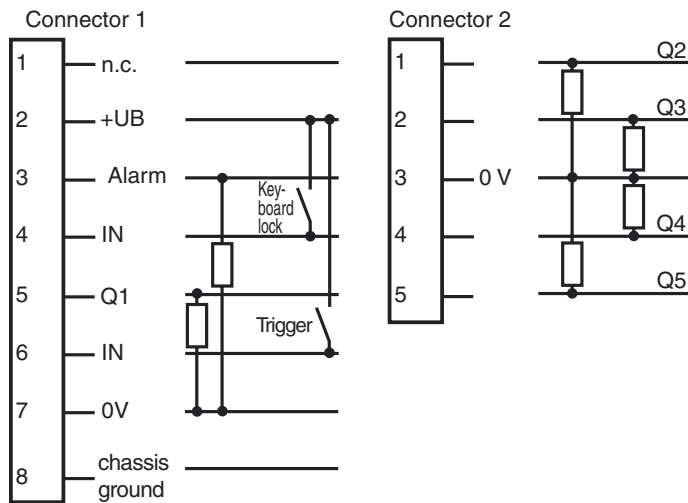 Connector 1
1 n.c.
2 +UB
3 Alarm
4 IN
5 Q1
6 IN
7 0V
8 chassis
ground
Key-
board
lock
Trigger
Connector 2
1
2
3 0 V
4
5
Q2
Q3
Q4
Q5